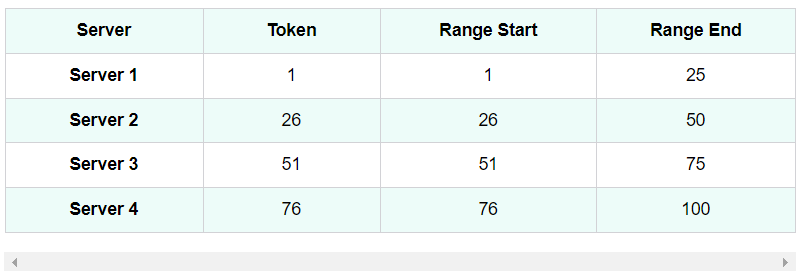 Server Token Range Start Range End
Server 1 1 1 25
Server 2 26 26 50
Server 3 51 51 75
Server 4 76 76 100